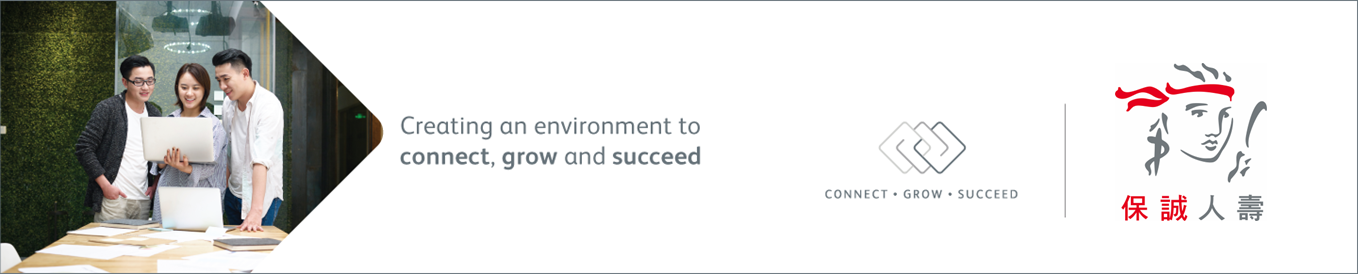 Creating an environment to
connect, grow and succeed
CONNECT • GROW • SUCCEED
保誠人壽